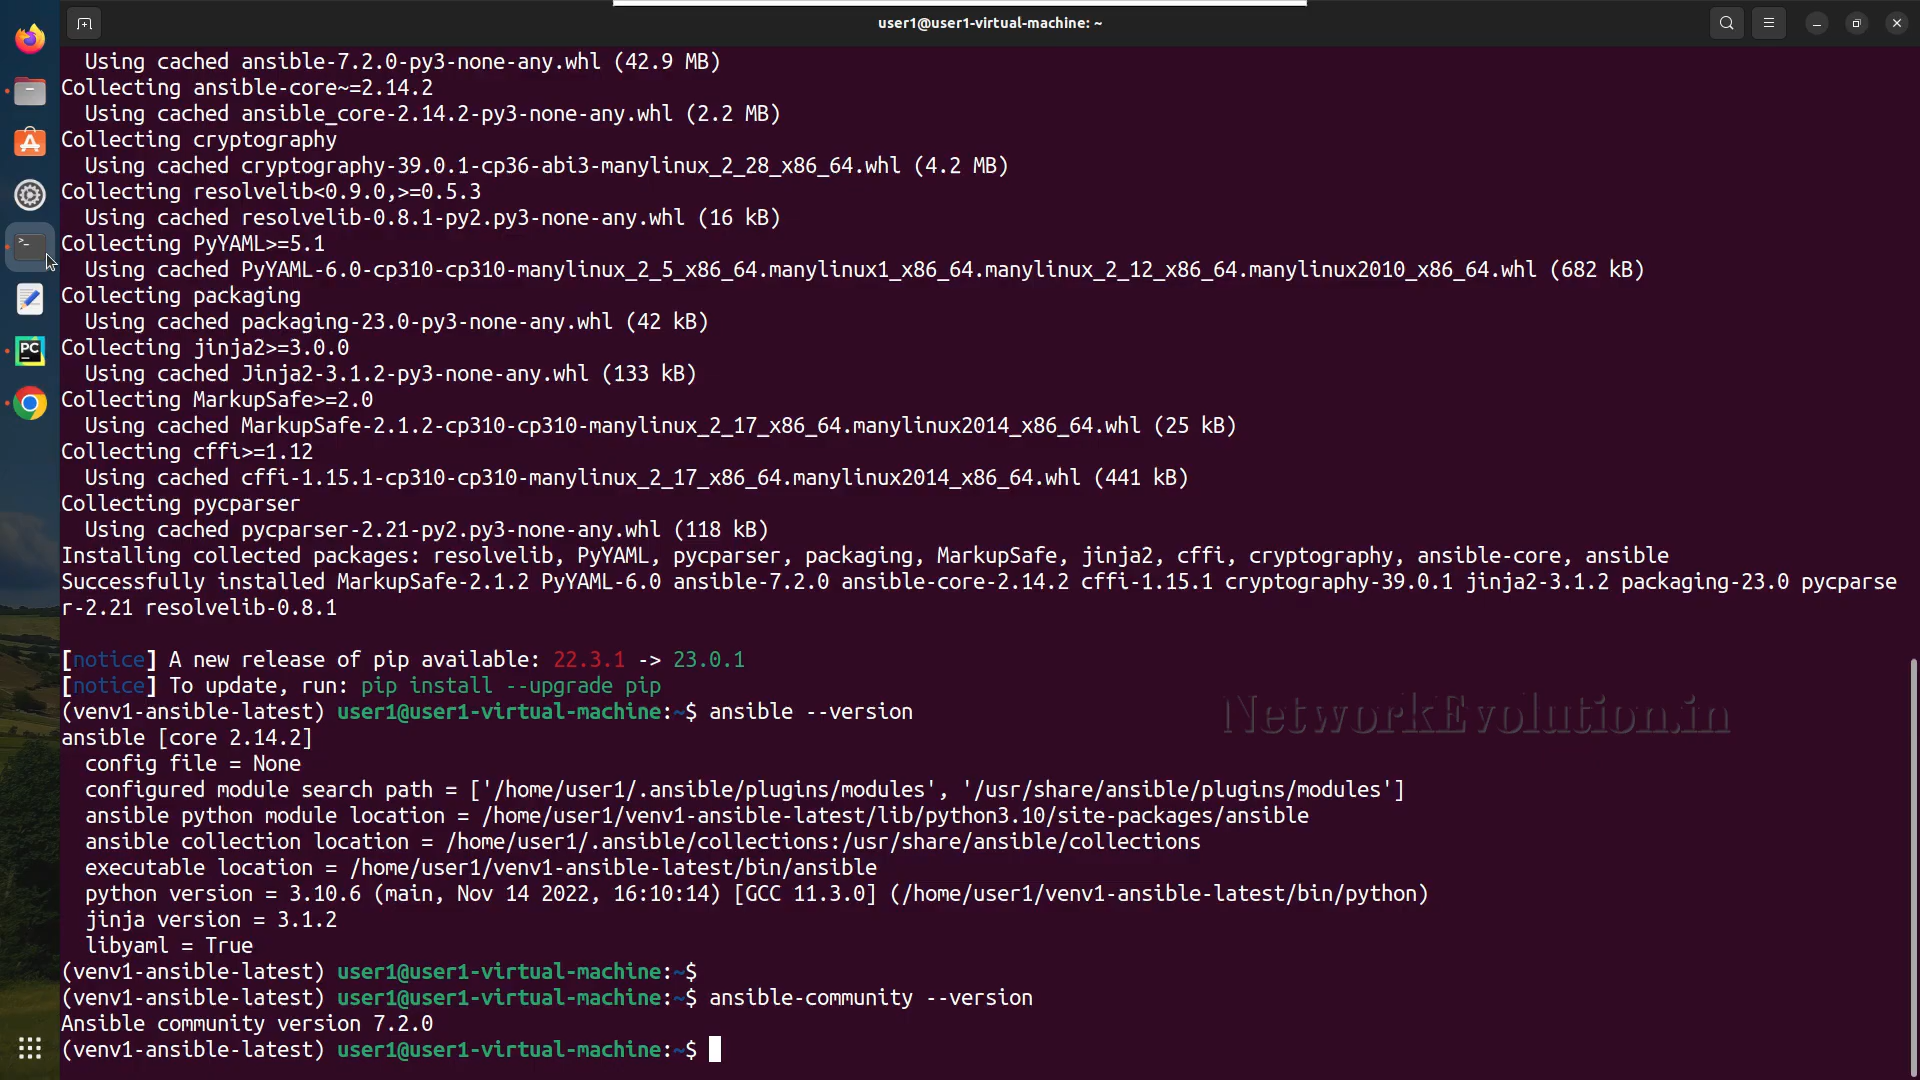 user1@user1-virtual-machine: ~
Using cached ansible-7.2.0-py3-none-any.whl (42.9 MB)
Collecting ansible-core~=2.14.2
Using cached ansible_core-2.14.2-py3-none-any.whl (2.2 MB)
Collecting cryptography
Using cached cryptography-39.0.1-cp36-abi3-manylinux_2_28_x86_64.whl (4.2 MB)
Collecting resolvelib<0.9.0,>=0.5.3
Using cached resolvelib-0.8.1-py2.py3-none-any.whl (16 kB)
Collecting PyYAML>=5.1
Using cached PyYAML-6.0-cp310-cp310-manylinux_2_5_x86_64.manylinux1_x86_64.manylinux_2_12_x86_64.manylinux2010_x86_64.whl (682 kB)
Collecting packaging
Using cached packaging-23.0-py3-none-any.whl (42 kB)
Collecting jinja2>=3.0.0
Using cached Jinja2-3.1.2-py3-none-any.whl (133 kB)
Collecting MarkupSafe>=2.0
Using cached MarkupSafe-2.1.2-cp310-cp310-manylinux_2_17_x86_64.manylinux2014_x86_64.whl (25 kB)
Collecting cffi>=1.12
Using cached cffi-1.15.1-cp310-cp310-manylinux_2_17_x86_64.manylinux2014_x86_64.whl (441 kB)
Collecting pycparser
Using cached pycparser-2.21-py2.py3-none-any.whl (118 kB)
Installing collected packages: resolvelib, PyYAML, pycparser, packaging, MarkupSafe, jinja2, cffi, cryptography, ansible-core, ansible
Successfully installed MarkupSafe-2.1.2 PyYAML-6.0 ansible-7.2.0 ansible-core-2.14.2 cffi-1.15.1 cryptography-39.0.1 jinja2-3.1.2 packaging-23.0 pycparse
r-2.21 resolvelib-0.8.1
[notice] A new release of pip available: 22.3.1 -> 23.0.1
[notice] To update, run: pip install --upgrade pip
(venv1-ansible-latest) user1@user1-virtual-machine:~$ ansible --version
NetworkEvolution.in
ansible [core 2.14.2]
config file = None
configured module search path = ['/home/user1/.ansible/plugins/modules', '/usr/share/ansible/plugins/modules']
ansible python module location = /home/user1/venv1-ansible-latest/lib/python3.10/site-packages/ansible
ansible collection location = /home/user1/.ansible/collections:/usr/share/ansible/collections
executable location = /home/user1/venv1-ansible-latest/bin/ansible
python version = 3.10.6 (main, Nov 14 2022, 16:10:14) [GCC 11.3.0] (/home/user1/venv1-ansible-latest/bin/python)
jinja version = 3.1.2
libyaml = True
(venv1-ansible-latest) user1@user1-virtual-machine:~$
(venv1-ansible-latest) user1@user1-virtual-machine:~$ ansible-community --version
Ansible community version 7.2.0
(venv1-ansible-latest) user1@user1-virtual-machine:~$
PC